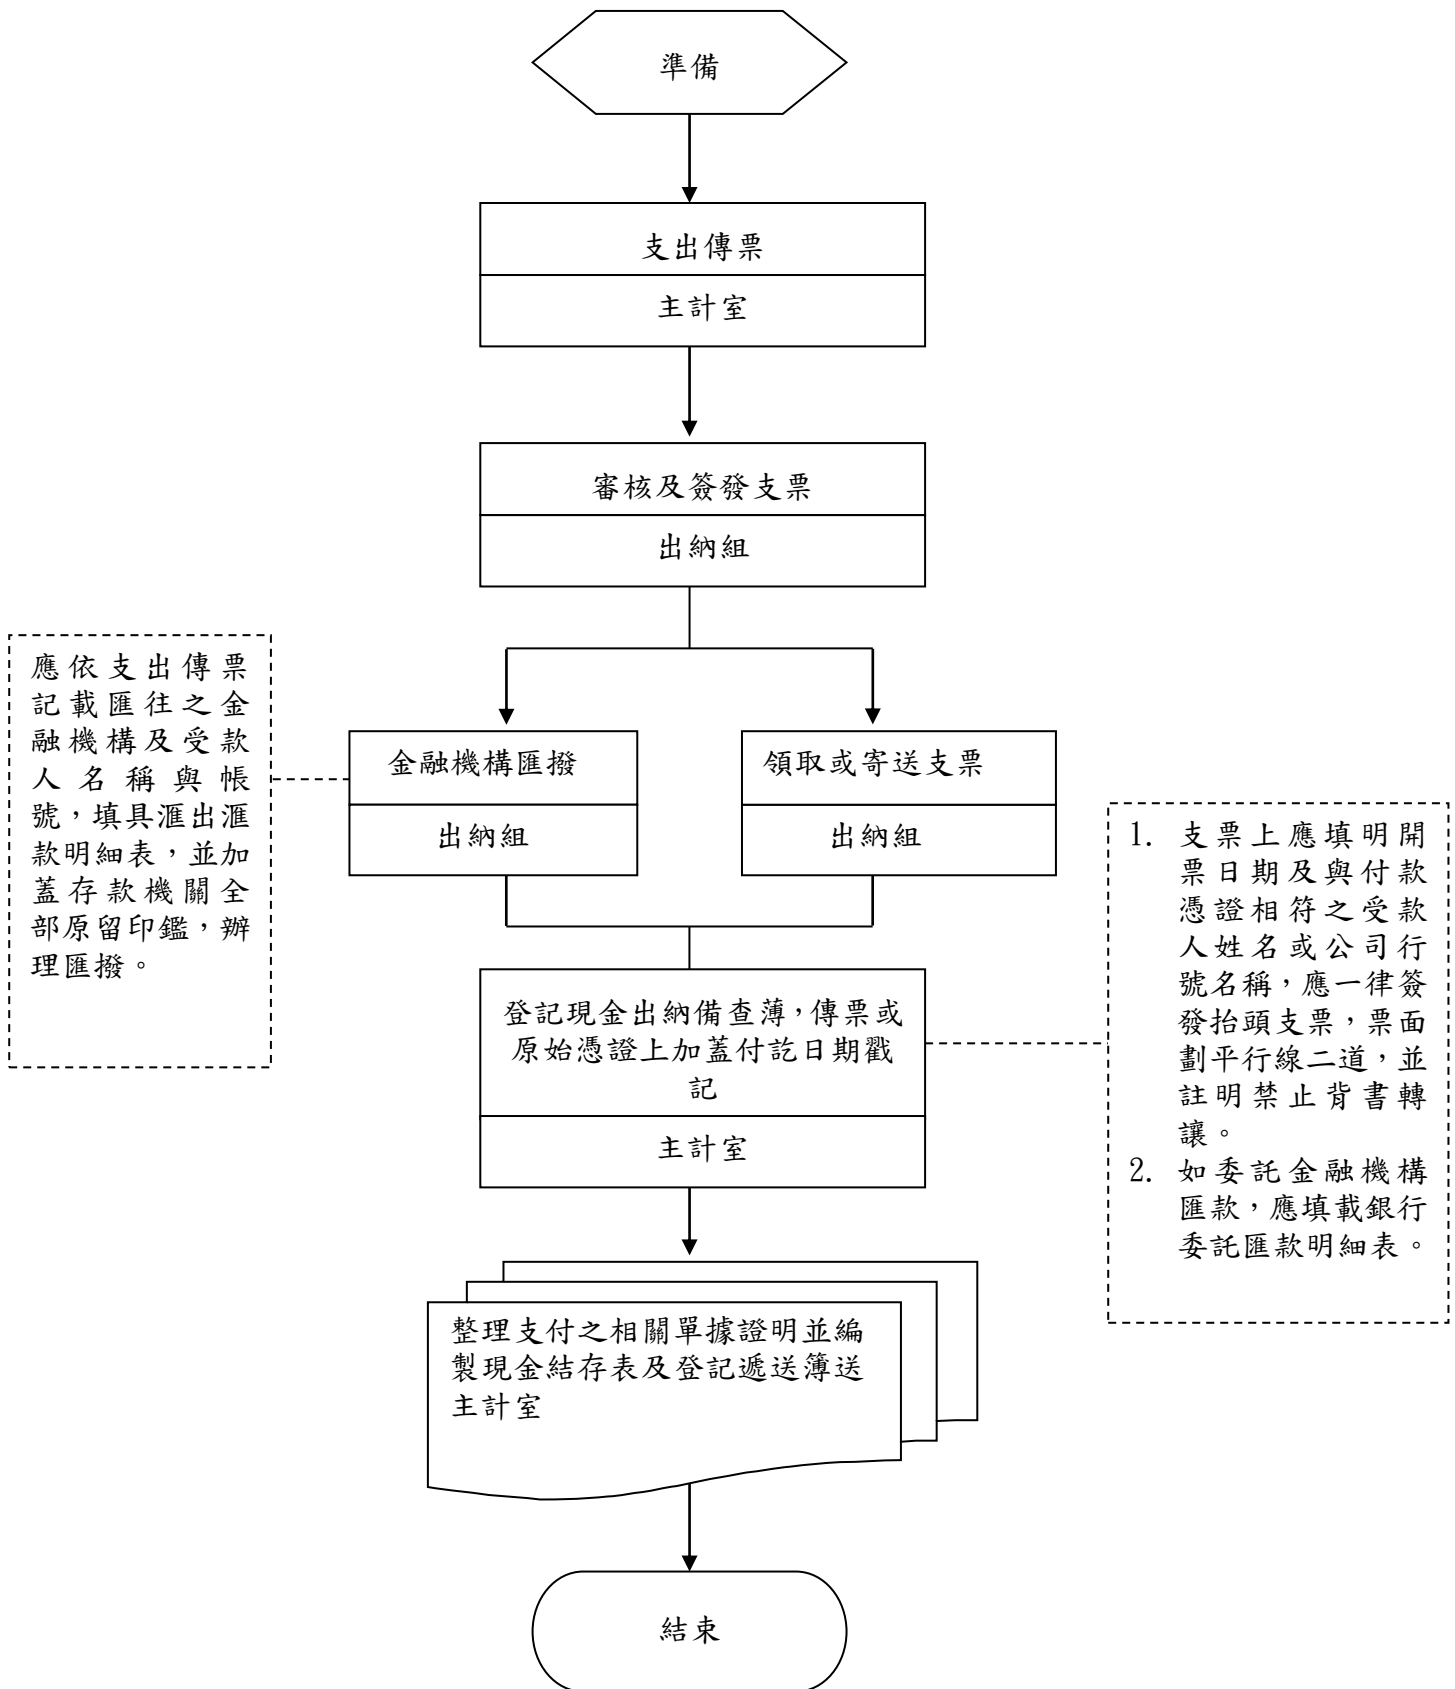 準備
支出傳票
主計室
審核及簽發支票
出納組
應依支出傳票
記載匯往之金
融機構及受款
人名稱與帳
號，填具滙出滙
款明細表，並加
蓋存款機關全
部原留印鑑，辦
理匯撥。
金融機構匯撥
出納組
領取或寄送支票
出納組
登記現金出納備查薄，傳票或
原始憑證上加蓋付訖日期戳
記
主計室
1. 支票上應填明開
票日期及與付款
憑證相符之受款
人姓名或公司行
號名稱，應一律簽
發抬頭支票，票面
劃平行線二道，並
註明禁止背書轉
讓。
2. 如委託金融機構
匯款，應填載銀行
委託匯款明細表。
整理支付之相關單據證明並編
製現金結存表及登記遞送簿送
主計室
結束